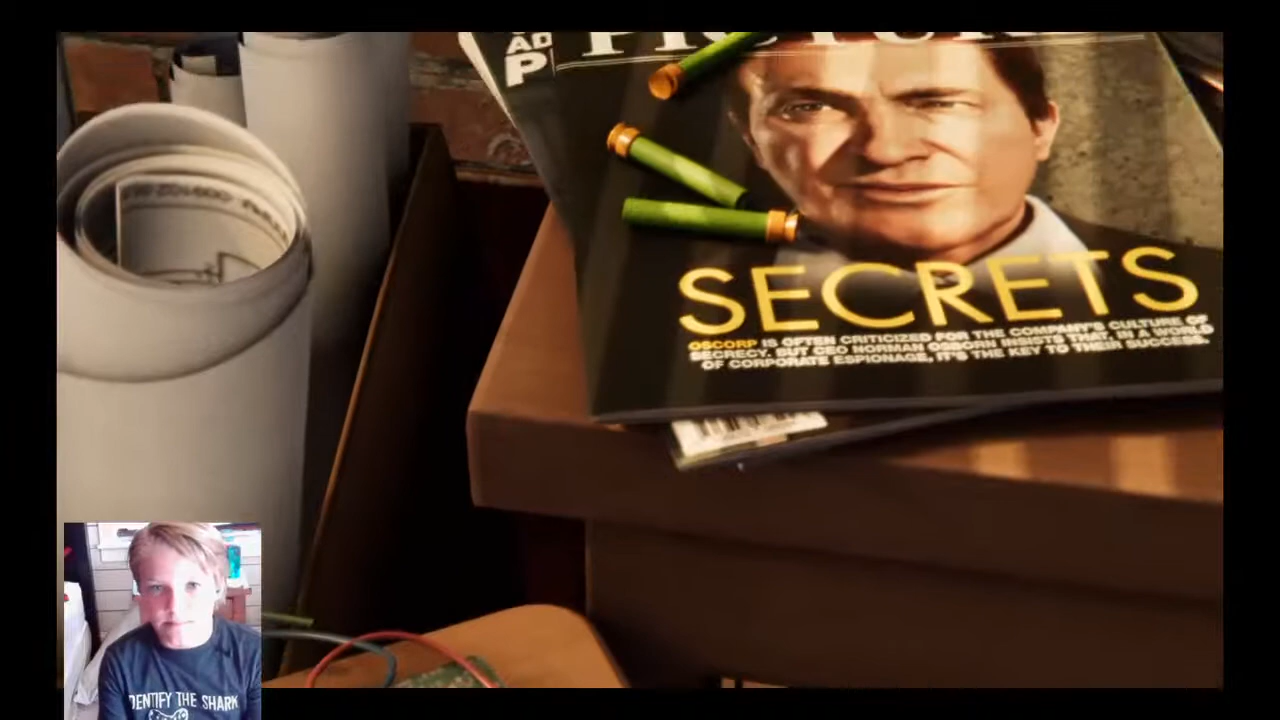 AD
P
SECRETS
OSCORP IS OFTEN CRITICIZED FOR THE COMPANY'S CULTURE OF
SECRECY. BUT CEO NORMAN OSBORN INSISTS THAT, IN A WORLD
OF CORPORATE ESPIONAGE, IT'S THE KEY TO THEIR SUCCESS.
DENTIFY THE SHARK